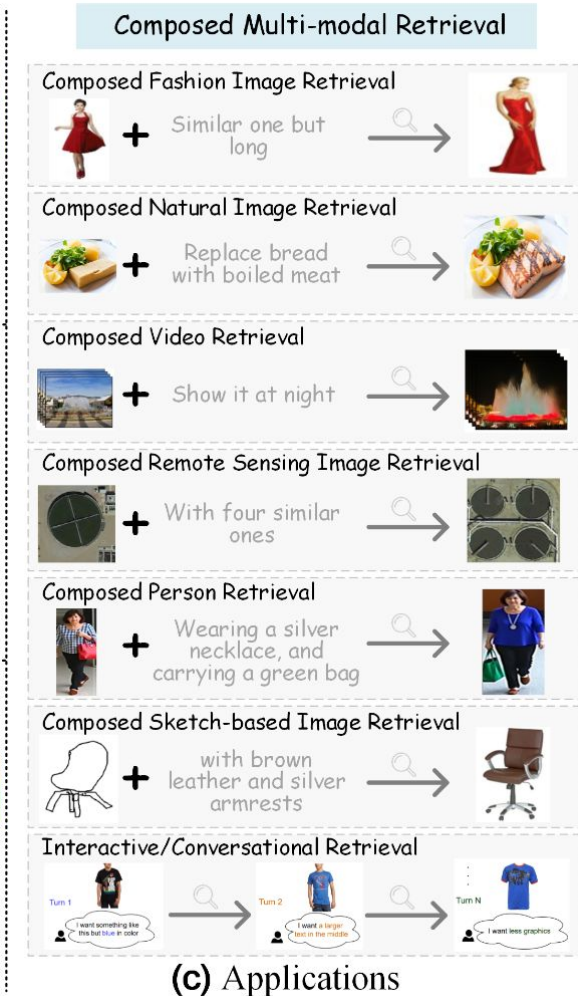 Composed Multi-modal Retrieval
Composed Fashion Image Retrieval
Similar one but
long
Composed Natural Image Retrieval
Replace bread
with boiled meat
Composed Video Retrieval
Show it at night
Composed Remote Sensing Image Retrieval
With four similar
ones
Composed Person Retrieval
Wearing a silver
necklace, and
carrying a green bag
Composed Sketch-based Image Retrieval
with brown
leather and silver
armrests
Interactive/Conversational Retrieval
Turn 1
I want something like
this but blue in color
Turn 2
I want a larger
text in the middle
Turn N
I want less graphics
(c) Applications